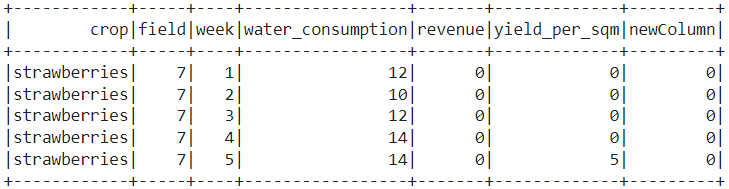 +------------+-----+----+-----------------+-------+-------------+---------+
|        crop|field|week|water_consumption|revenue|yield_per_sqm|newColumn|
+------------+-----+----+-----------------+-------+-------------+---------+
|strawberries|    7|   1|               12|      0|            0|        0|
|strawberries|    7|   2|               10|      0|            0|        0|
|strawberries|    7|   3|               12|      0|            0|        0|
|strawberries|    7|   4|               14|      0|            0|        0|
|strawberries|    7|   5|               14|      0|            5|        0|
+------------+-----+----+-----------------+-------+-------------+---------+